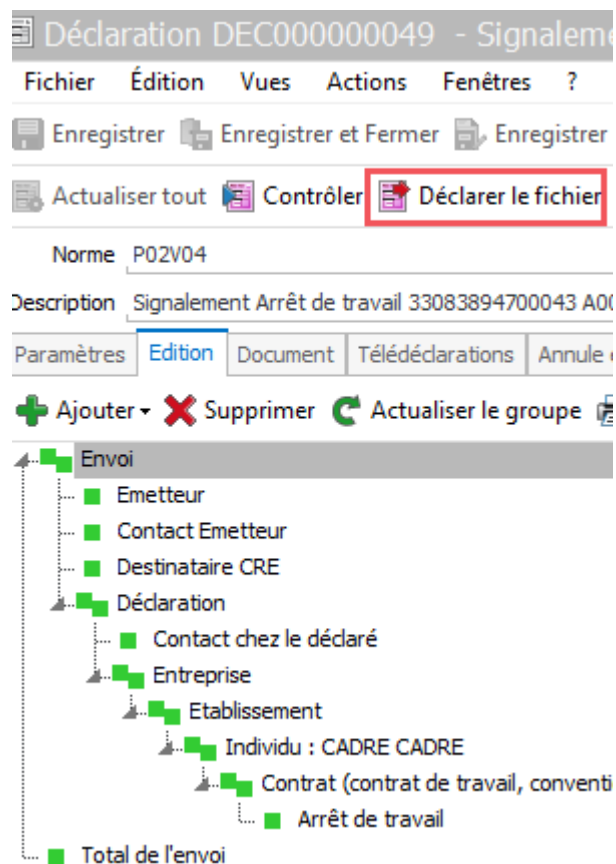 Déclaration DEC000000049 - Signaleme
Fichier Édition Vues Actions Fenêtres ?
Enregistrer Enregistrer et Fermer Enregistrer
Actualiser tout Contrôler Déclarer le fichier
Norme P02V04
Description Signalement Arrêt de travail 33083894700043 A00
Paramètres Edition Document Télédéclarations Annule e
Ajouter Supprimer Actualiser le groupe
Envoi
Emetteur
Contact Emetteur
Destinataire CRE
Déclaration
Contact chez le déclaré
Entreprise
Etablissement
Individu : CADRE CADRE
Contrat (contrat de travail, conventi
Arrêt de travail
Total de l'envoi